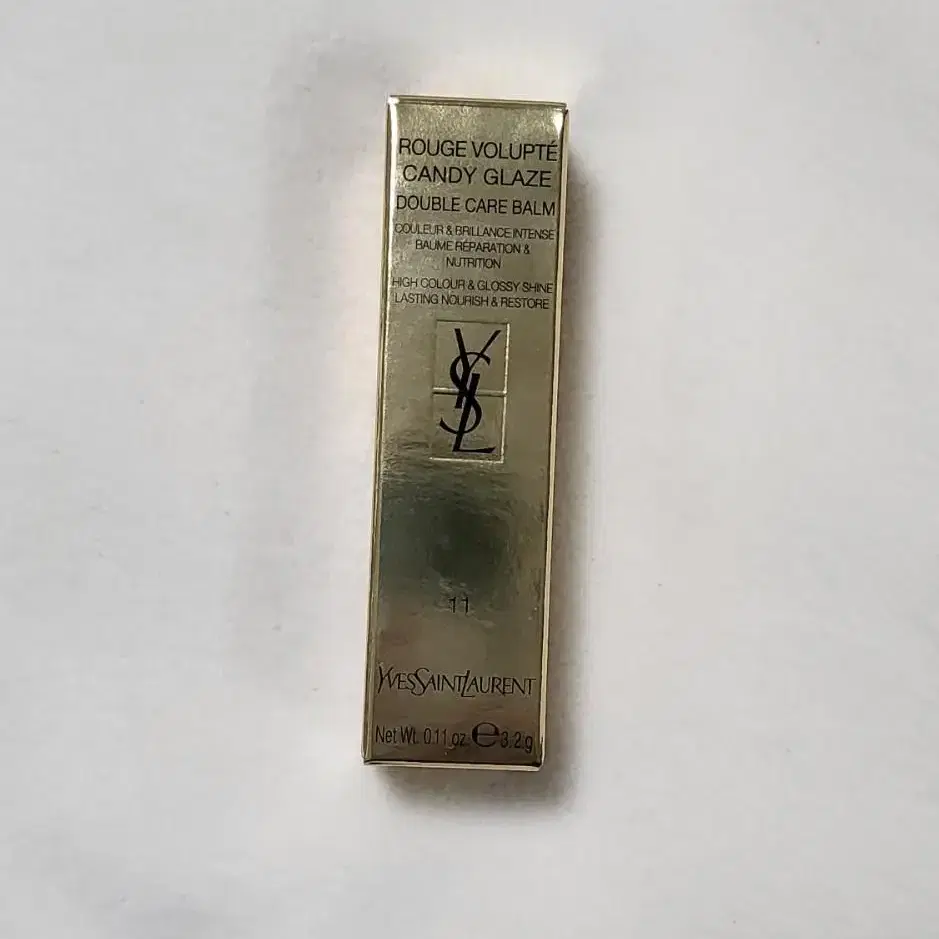 ROUGE VOLUPTÉ
CANDY GLAZE
DOUBLE CARE BALM
COULEUR & BRILLANCE INTENSE
BAUME RÉPARATION &
NUTRITION
HIGH COLOUR & GLOSSY SHINE
LASTING NOURISH & RESTORE
YSL
11
YVESSAINTLAURENT
Net Wt. 0.11 oz. ℮ 3.2 g